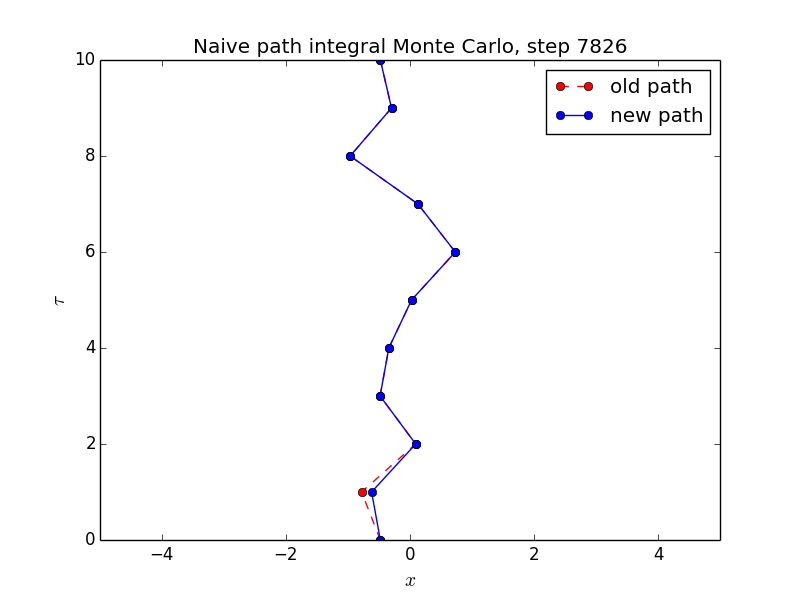 Naive path integral Monte Carlo, step 7826
old path
new path
10
8
6
4
2
0
τ
−4 −2 0 2 4
x